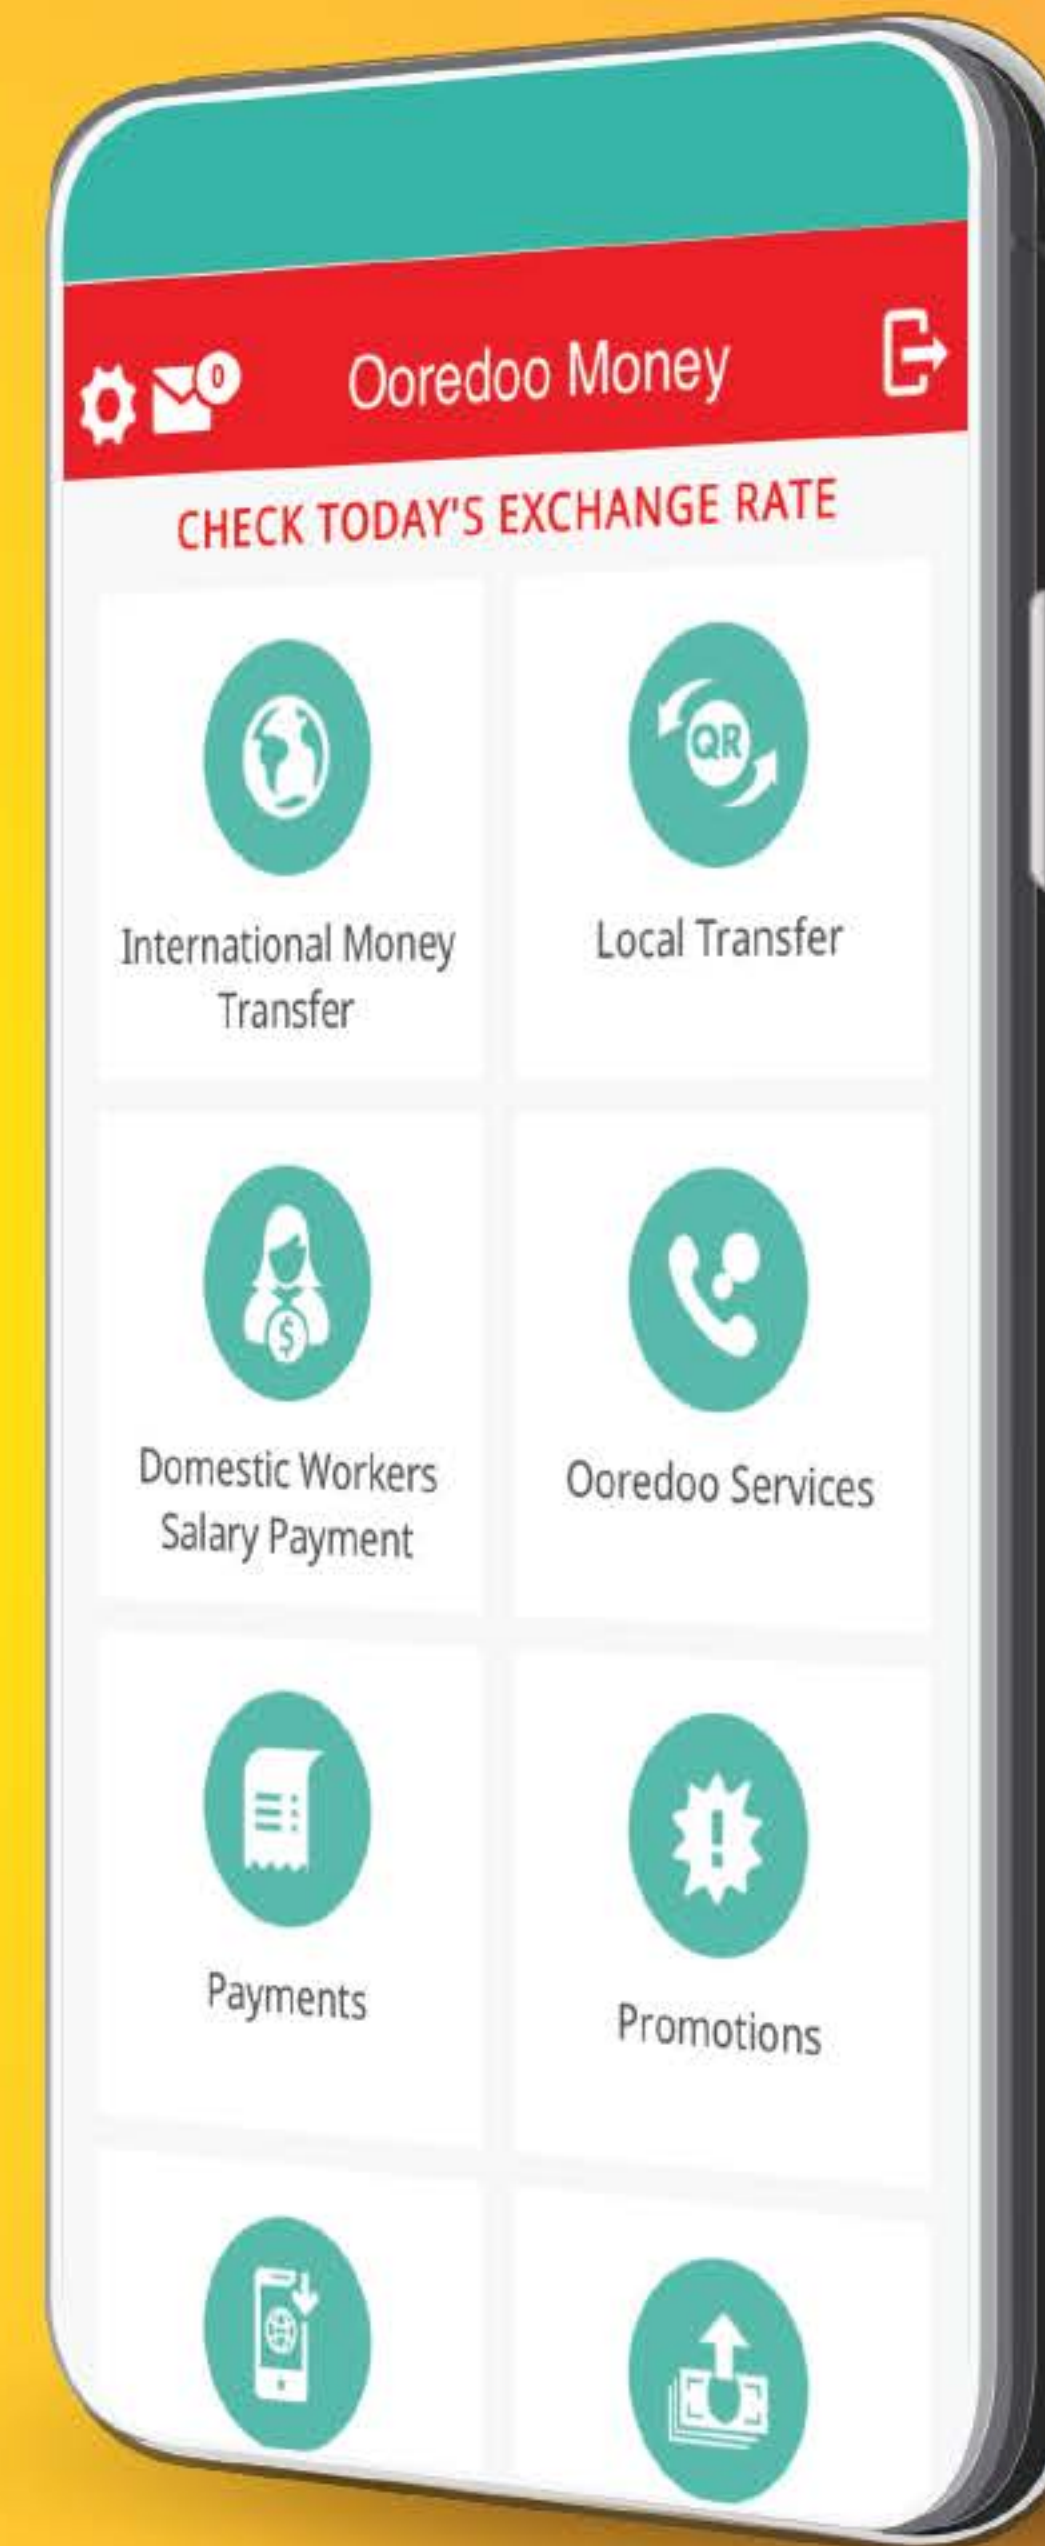 0
Ooredoo Money
CHECK TODAY'S EXCHANGE RATE
QR
International Money
Transfer
Local Transfer
$
Domestic Workers
Salary Payment
Ooredoo Services
!
Payments
Promotions